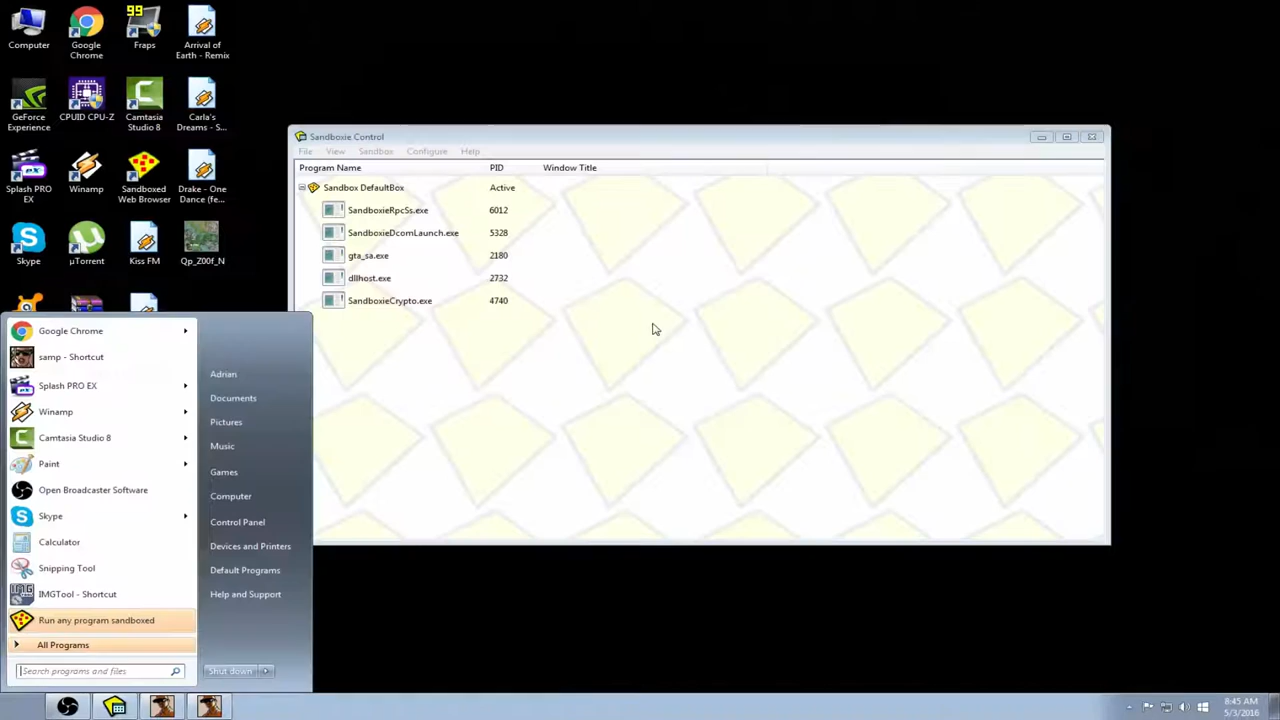 99
Computer
Google
Chrome
Fraps
Arrival of
Earth - Remix
GeForce
Experience
CPUID CPU-Z
Camtasia
Studio 8
Carla's
Dreams - S...
Splash PRO
EX
Winamp
Sandboxed
Web Browser
Drake - One
Dance (fe...
Skype
µTorrent
Kiss FM
Qp_Z00f_N
Sandboxie Control
File View Sandbox Configure Help
Program Name PID Window Title
Sandbox DefaultBox Active
SandboxieRpcSs.exe 6012
SandboxieDcomLaunch.exe 5328
gta_sa.exe 2180
dllhost.exe 2732
SandboxieCrypto.exe 4740
Google Chrome
samp - Shortcut
Splash PRO EX
Winamp
Camtasia Studio 8
Paint
Open Broadcaster Software
Skype
Calculator
Snipping Tool
IMGTool - Shortcut
Run any program sandboxed
All Programs
Search programs and files
Adrian
Documents
Pictures
Music
Games
Computer
Control Panel
Devices and Printers
Default Programs
Help and Support
Shut down
8:45 AM
5/3/2016